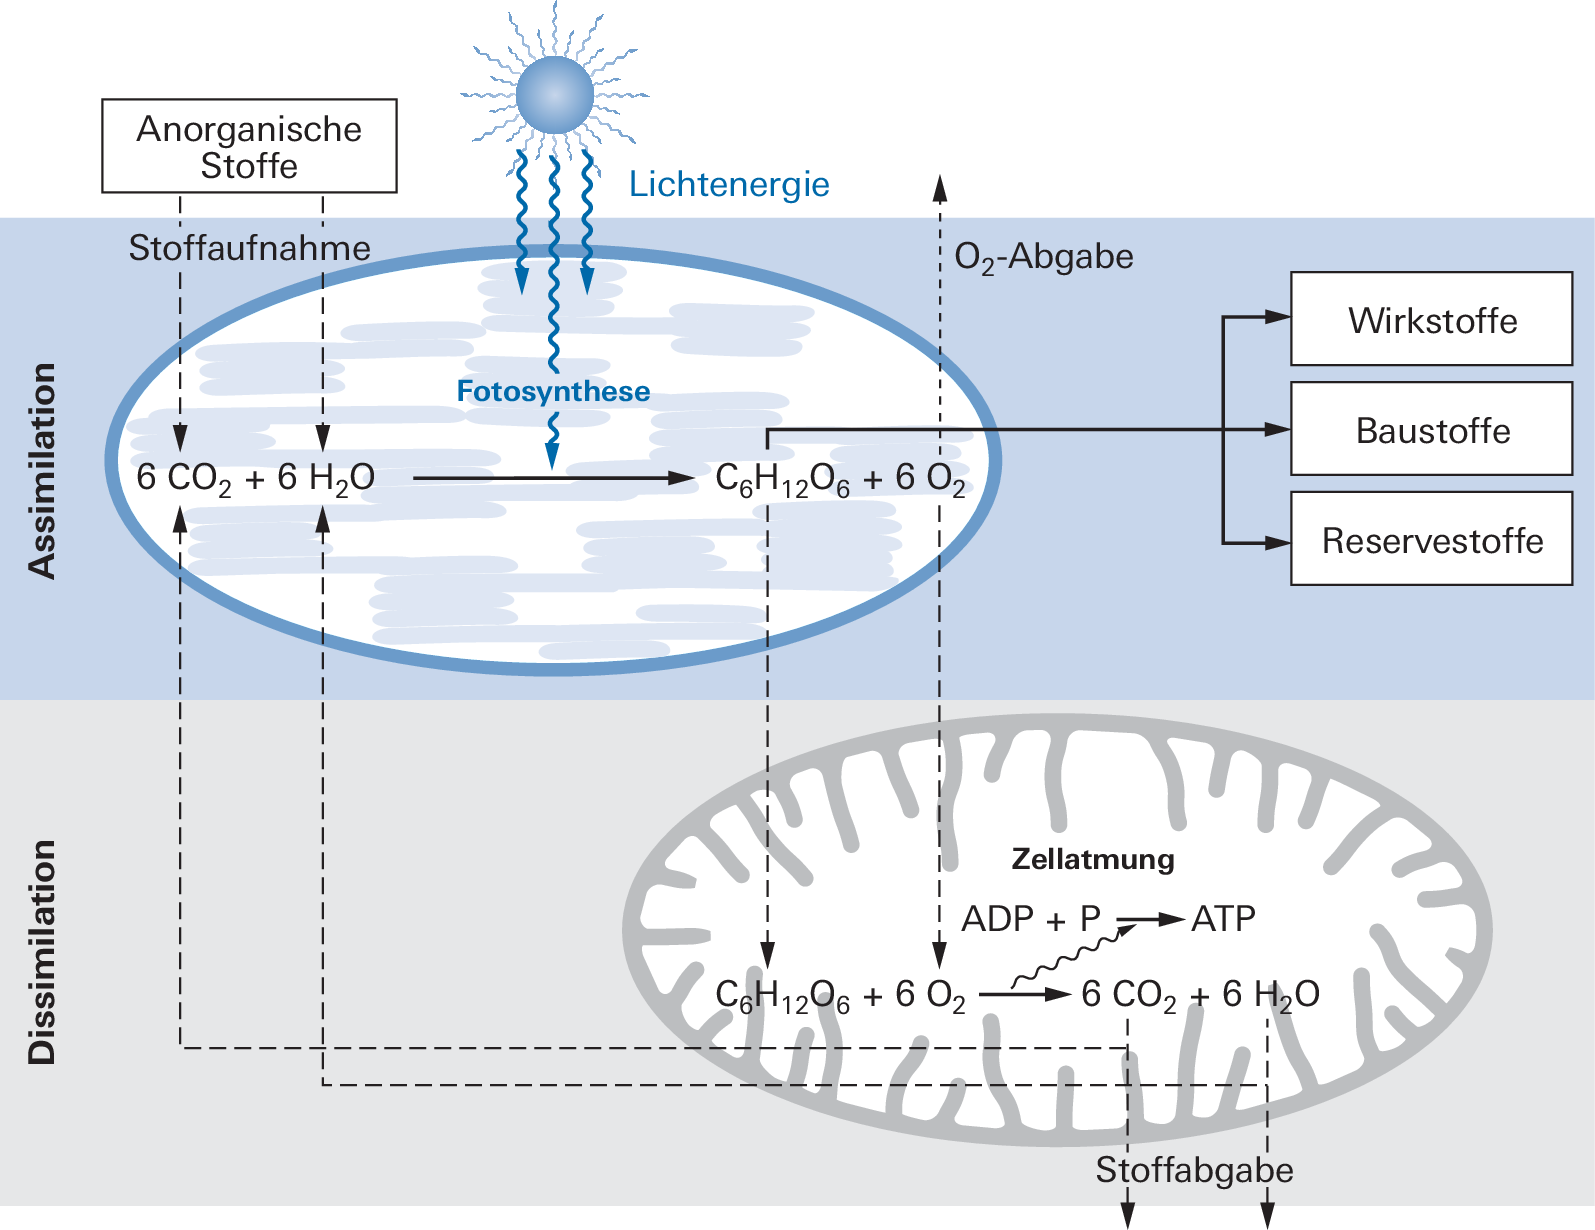 Anorganische
Stoffe
Lichtenergie
Stoffaufnahme
O₂-Abgabe
Wirkstoffe
Fotosynthese
Baustoffe
6 CO₂ + 6 H₂O
C₆H₁₂O₆ + 6 O₂
Reservestoffe
Assimilation
Zellatmung
ADP + P
ATP
C₆H₁₂O₆ + 6 O₂
6 CO₂ + 6 H₂O
Dissimilation
Stoffabgabe